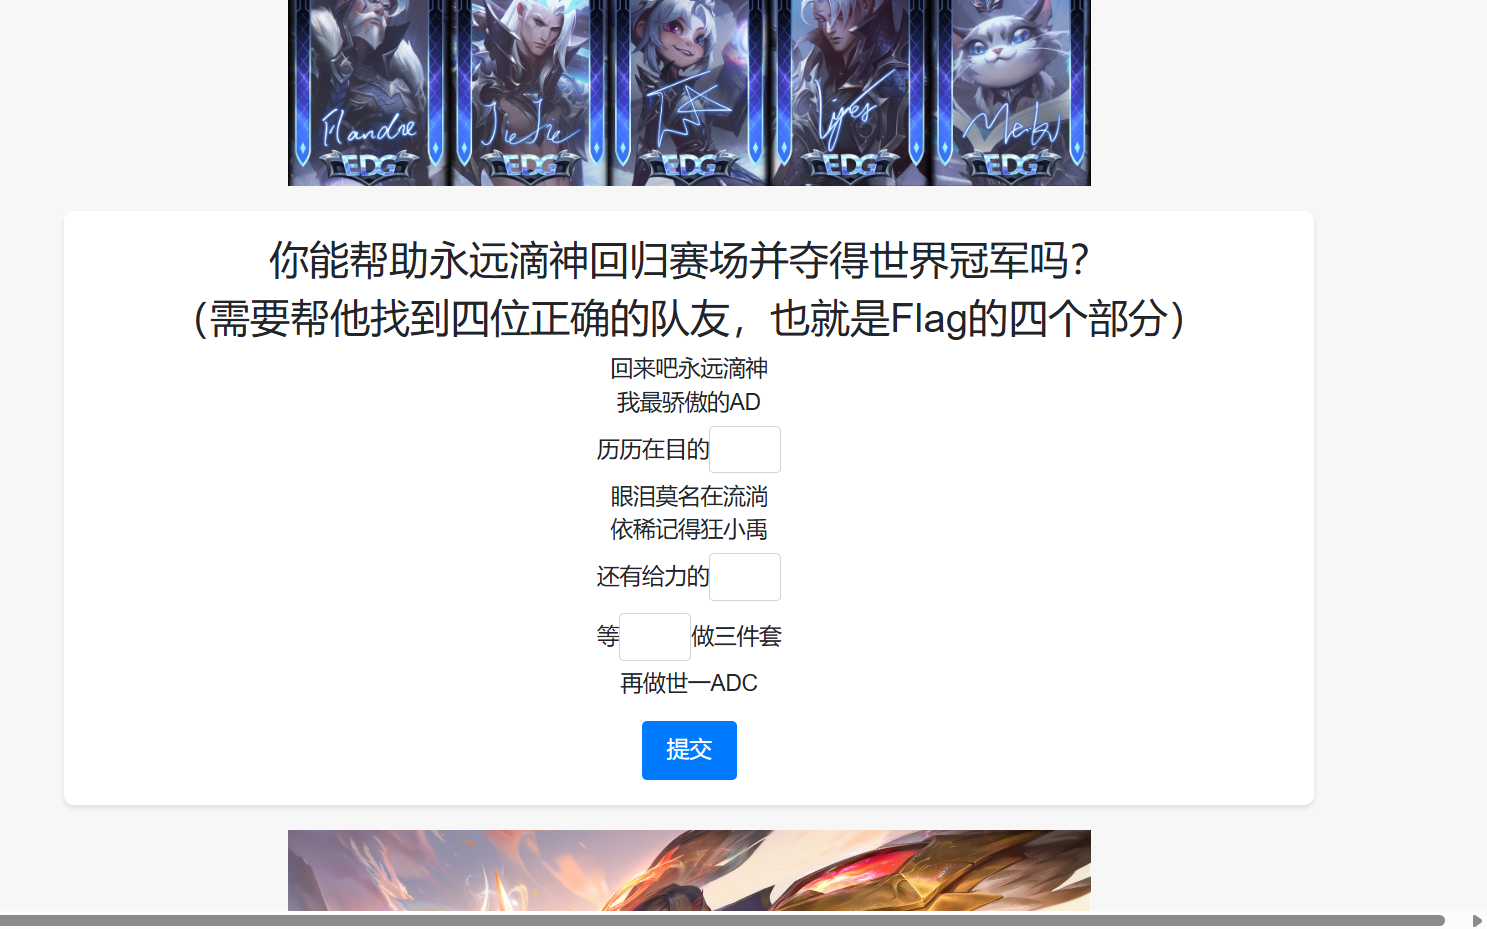 Flandre JieJie Viper Meiko
EDG EDG EDG EDG EDG
你能帮助永远滴神回归赛场并夺得世界冠军吗？
（需要帮他找到四位正确的队友，也就是Flag的四个部分）
回来吧永远滴神
我最骄傲的AD
历历在目的
眼泪莫名在流淌
依稀记得狂小禹
还有给力的
等 做三件套
再做世一ADC
提交